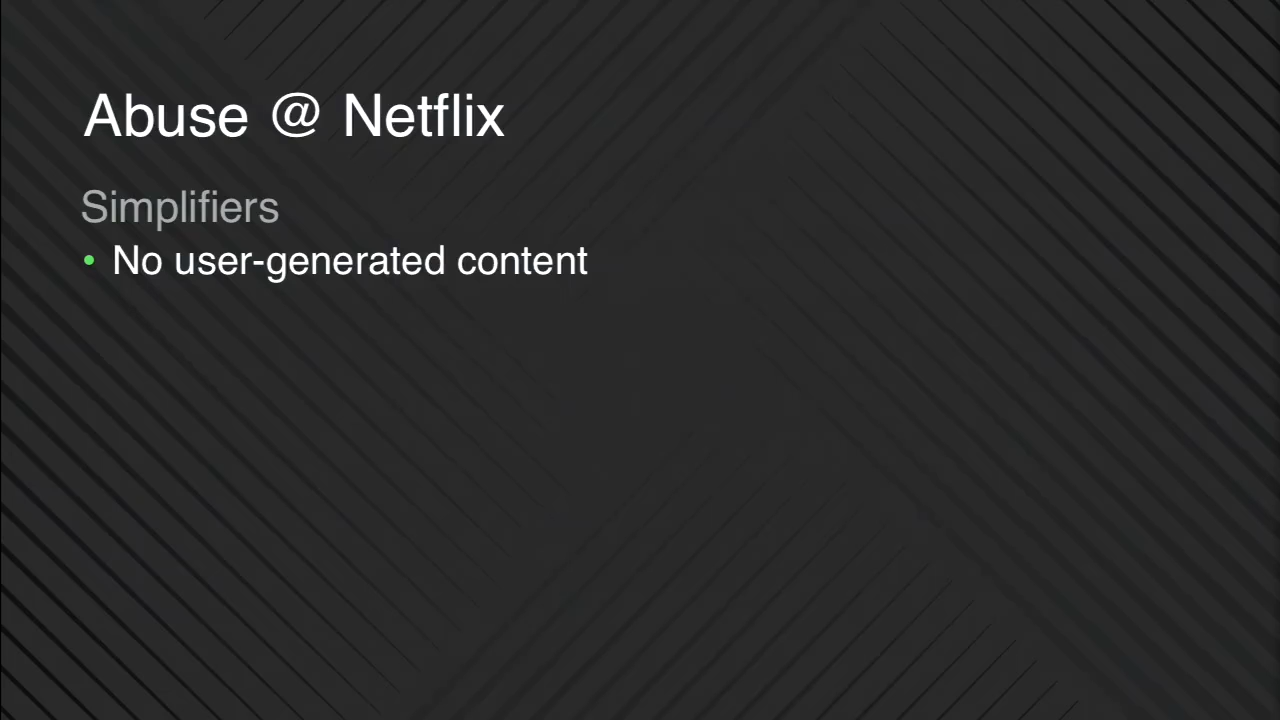 Abuse @ Netflix
Simplifiers
• No user-generated content